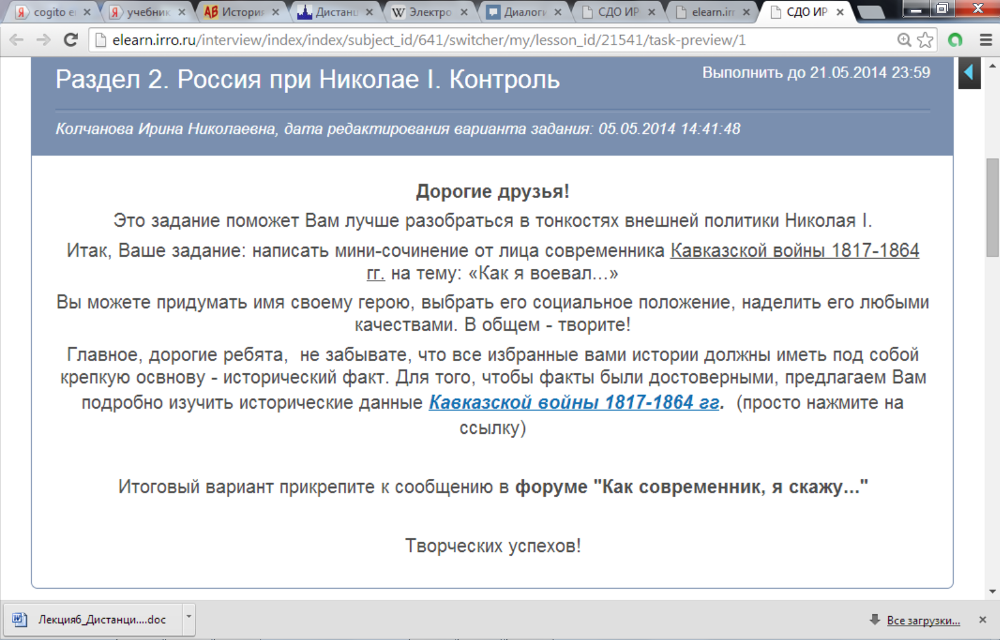 cogito e
учебник
История
Дистанц
Электро
Диалоги
СДО ИР
elearn.irr
СДО ИР
elearn.irro.ru/interview/index/index/subject_id/641/switcher/my/lesson_id/21541/task-preview/1
Раздел 2. Россия при Николае I. Контроль
Выполнить до 21.05.2014 23:59
Колчанова Ирина Николаевна, дата редактирования варианта задания: 05.05.2014 14:41:48
Дорогие друзья!
Это задание поможет Вам лучше разобраться в тонкостях внешней политики Николая I.
Итак, Ваше задание: написать мини-сочинение от лица современника Кавказской войны 1817-1864
гг. на тему: «Как я воевал...»
Вы можете придумать имя своему герою, выбрать его социальное положение, наделить его любыми
качествами. В общем - творите!
Главное, дорогие ребята, не забывате, что все избранные вами истории должны иметь под собой
крепкую освнову - исторический факт. Для того, чтобы факты были достоверными, предлагаем Вам
подробно изучить исторические данные Кавказской войны 1817-1864 гг. (просто нажмите на
ссылку)
Итоговый вариант прикрепите к сообщению в форуме "Как современник, я скажу..."
Творческих успехов!
Лекция6_Дистанци....doc
Все загрузки...